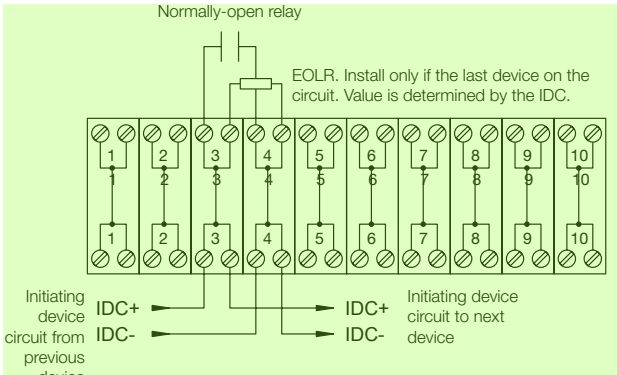 Normally-open relay
EOLR. Install only if the last device on the
circuit. Value is determined by the IDC.
1 2 3 4 5 6 7 8 9 10
1 2 3 4 5 6 7 8 9 10
1 2 3 4 5 6 7 8 9 10
Initiating
device
circuit from
previous
device
IDC+
IDC-
IDC+
IDC-
Initiating device
circuit to next
device